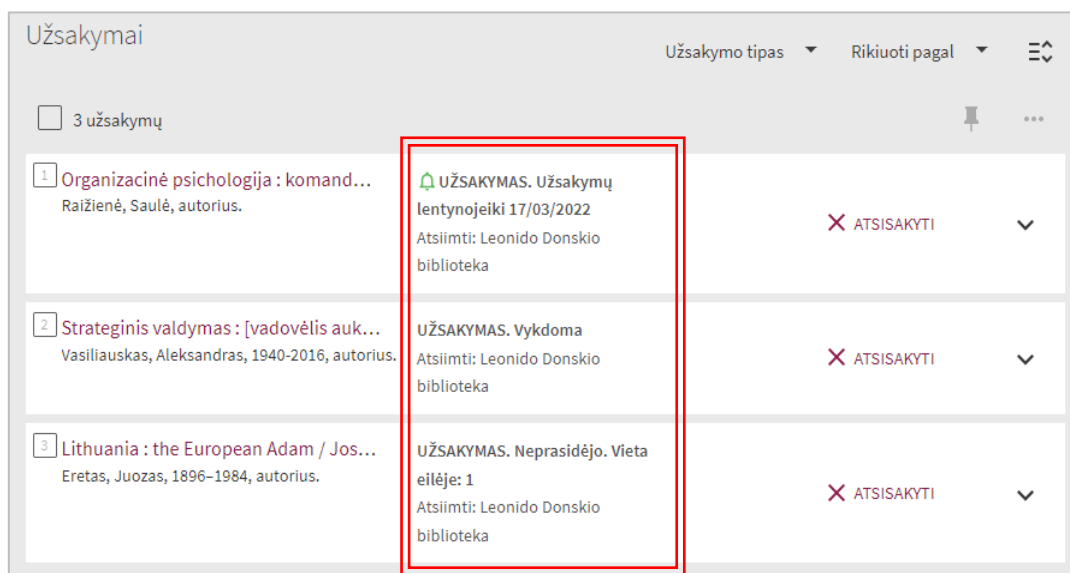 Užsakymai
Užsakymo tipas
Rikiuoti pagal
3 užsakymų
1
Organizacinė psichologija : komand...
Raižienė, Saulė, autorius.
UŽSAKYMAS. Užsakymų
lentynojeiki 17/03/2022
Atsiimti: Leonido Donskio
biblioteka
ATSISAKYTI
2
Strateginis valdymas : [vadovėlis auk...
Vasiliauskas, Aleksandras, 1940-2016, autorius.
UŽSAKYMAS. Vykdoma
Atsiimti: Leonido Donskio
biblioteka
ATSISAKYTI
3
Lithuania : the European Adam / Jos...
Eretas, Juozas, 1896–1984, autorius.
UŽSAKYMAS. Neprasidėjo. Vieta
eilėje: 1
Atsiimti: Leonido Donskio
biblioteka
ATSISAKYTI